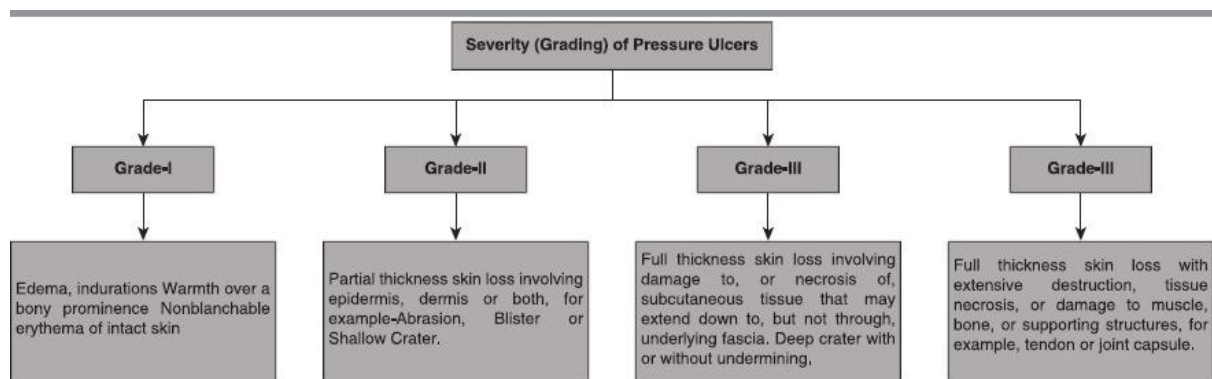 Severity (Grading) of Pressure Ulcers
Grade-I
Grade-II
Grade-III
Grade-III
Edema, indurations Warmth over a
bony prominence Nonblanchable
erythema of intact skin
Partial thickness skin loss involving
epidermis, dermis or both, for
example-Abrasion, Blister or
Shallow Crater.
Full thickness skin loss involving
damage to, or necrosis of,
subcutaneous tissue that may
extend down to, but not through,
underlying fascia. Deep crater with
or without undermining,
Full thickness skin loss with
extensive destruction, tissue
necrosis, or damage to muscle,
bone, or supporting structures, for
example, tendon or joint capsule.